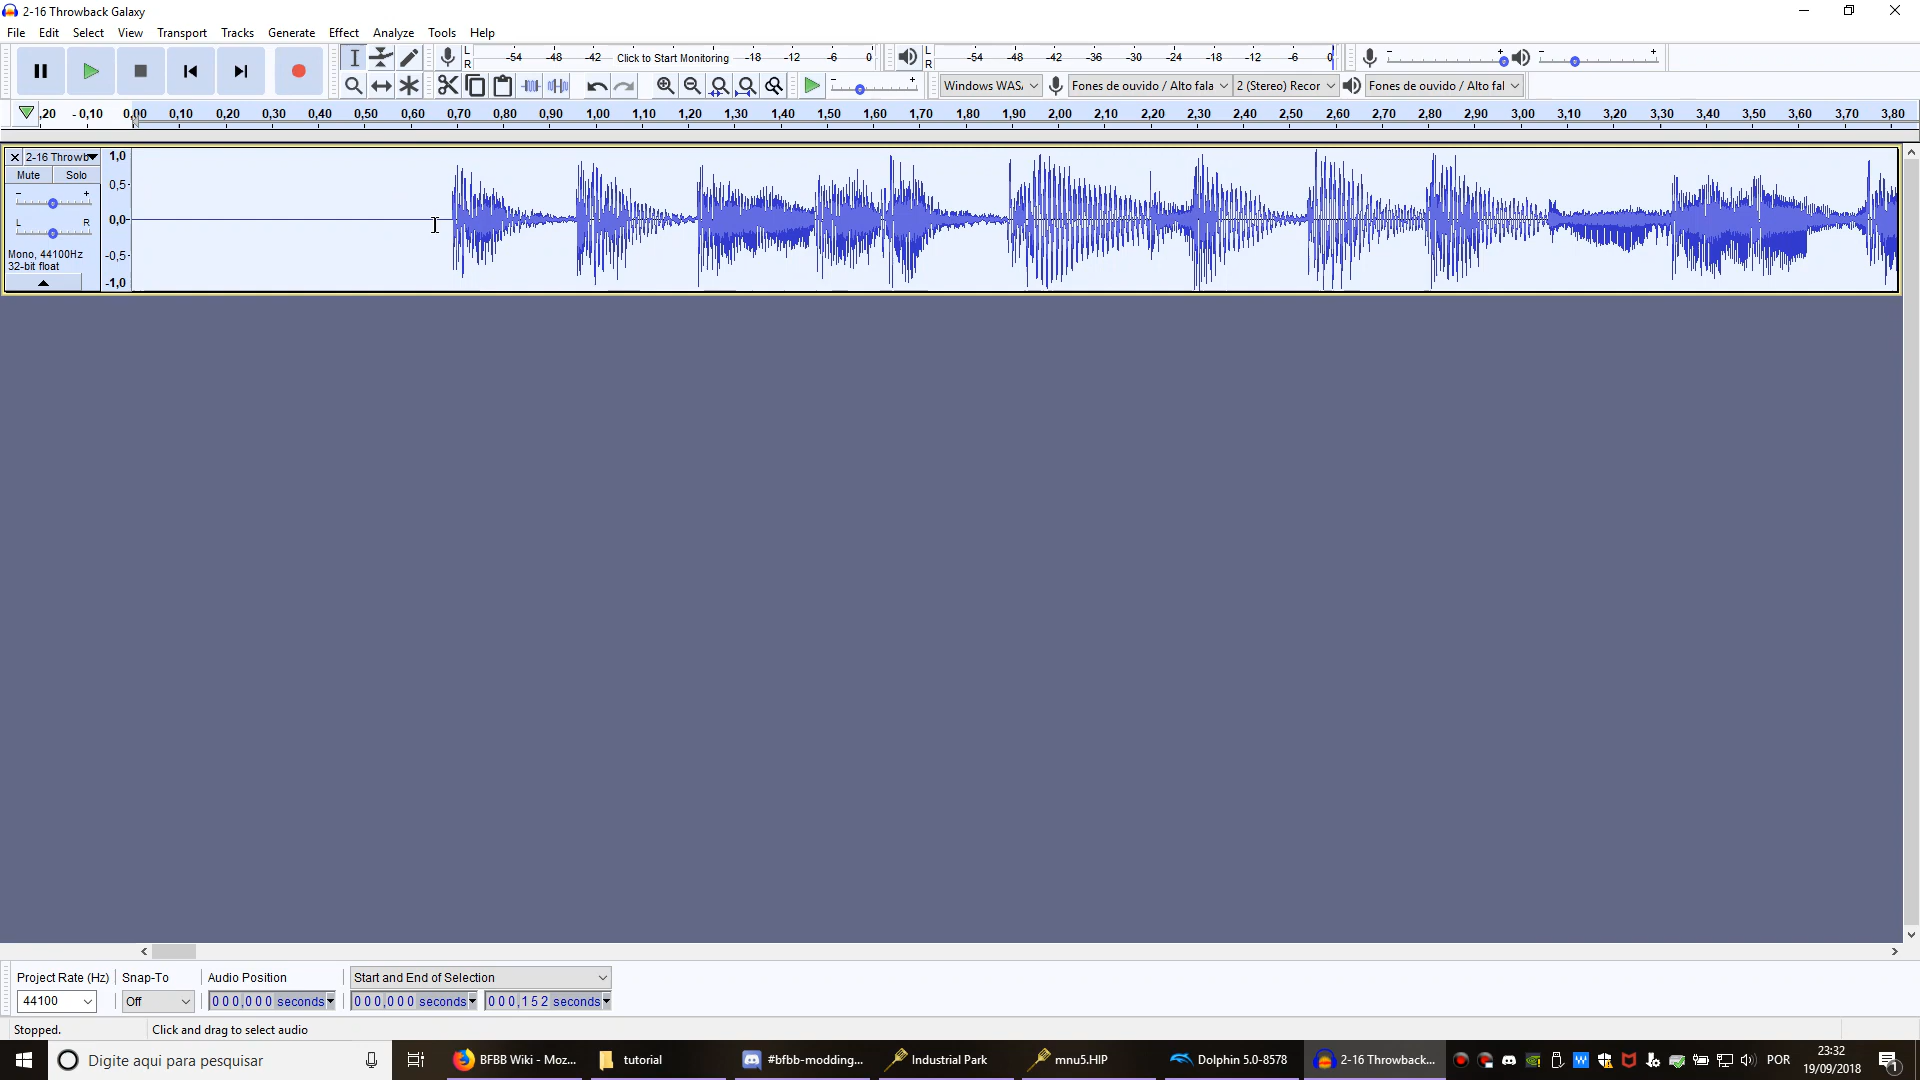 2-16 Throwback Galaxy
File Edit Select View Transport Tracks Generate Effect Analyze Tools Help
L R -54 -48 -42 Click to Start Monitoring -18 -12 -6 0 L R -54 -48 -42 -36 -30 -24 -18 -12 -6 0 - + - +
- + Windows WAS Fones de ouvido / Alto fala 2 (Stereo) Recor Fones de ouvido / Alto fal
,20 - 0,10 0,00 0,10 0,20 0,30 0,40 0,50 0,60 0,70 0,80 0,90 1,00 1,10 1,20 1,30 1,40 1,50 1,60 1,70 1,80 1,90 2,00 2,10 2,20 2,30 2,40 2,50 2,60 2,70 2,80 2,90 3,00 3,10 3,20 3,30 3,40 3,50 3,60 3,70 3,80
2-16 Throwb 1,0
Mute Solo
- + 0,5-
L R 0,0-
Mono, 44100Hz -0,5-
32-bit float
-1,0
Project Rate (Hz) Snap-To Audio Position Start and End of Selection
44100 Off 0 0 0 , 0 0 0 seconds 0 0 0 , 0 0 0 seconds 0 0 0 , 1 5 2 seconds
Stopped. Click and drag to select audio
Digite aqui para pesquisar BFBB Wiki - Moz... tutorial #bfbb-modding... Industrial Park mnu5.HIP Dolphin 5.0-8578 2-16 Throwback... POR 23:32
19/09/2018 1